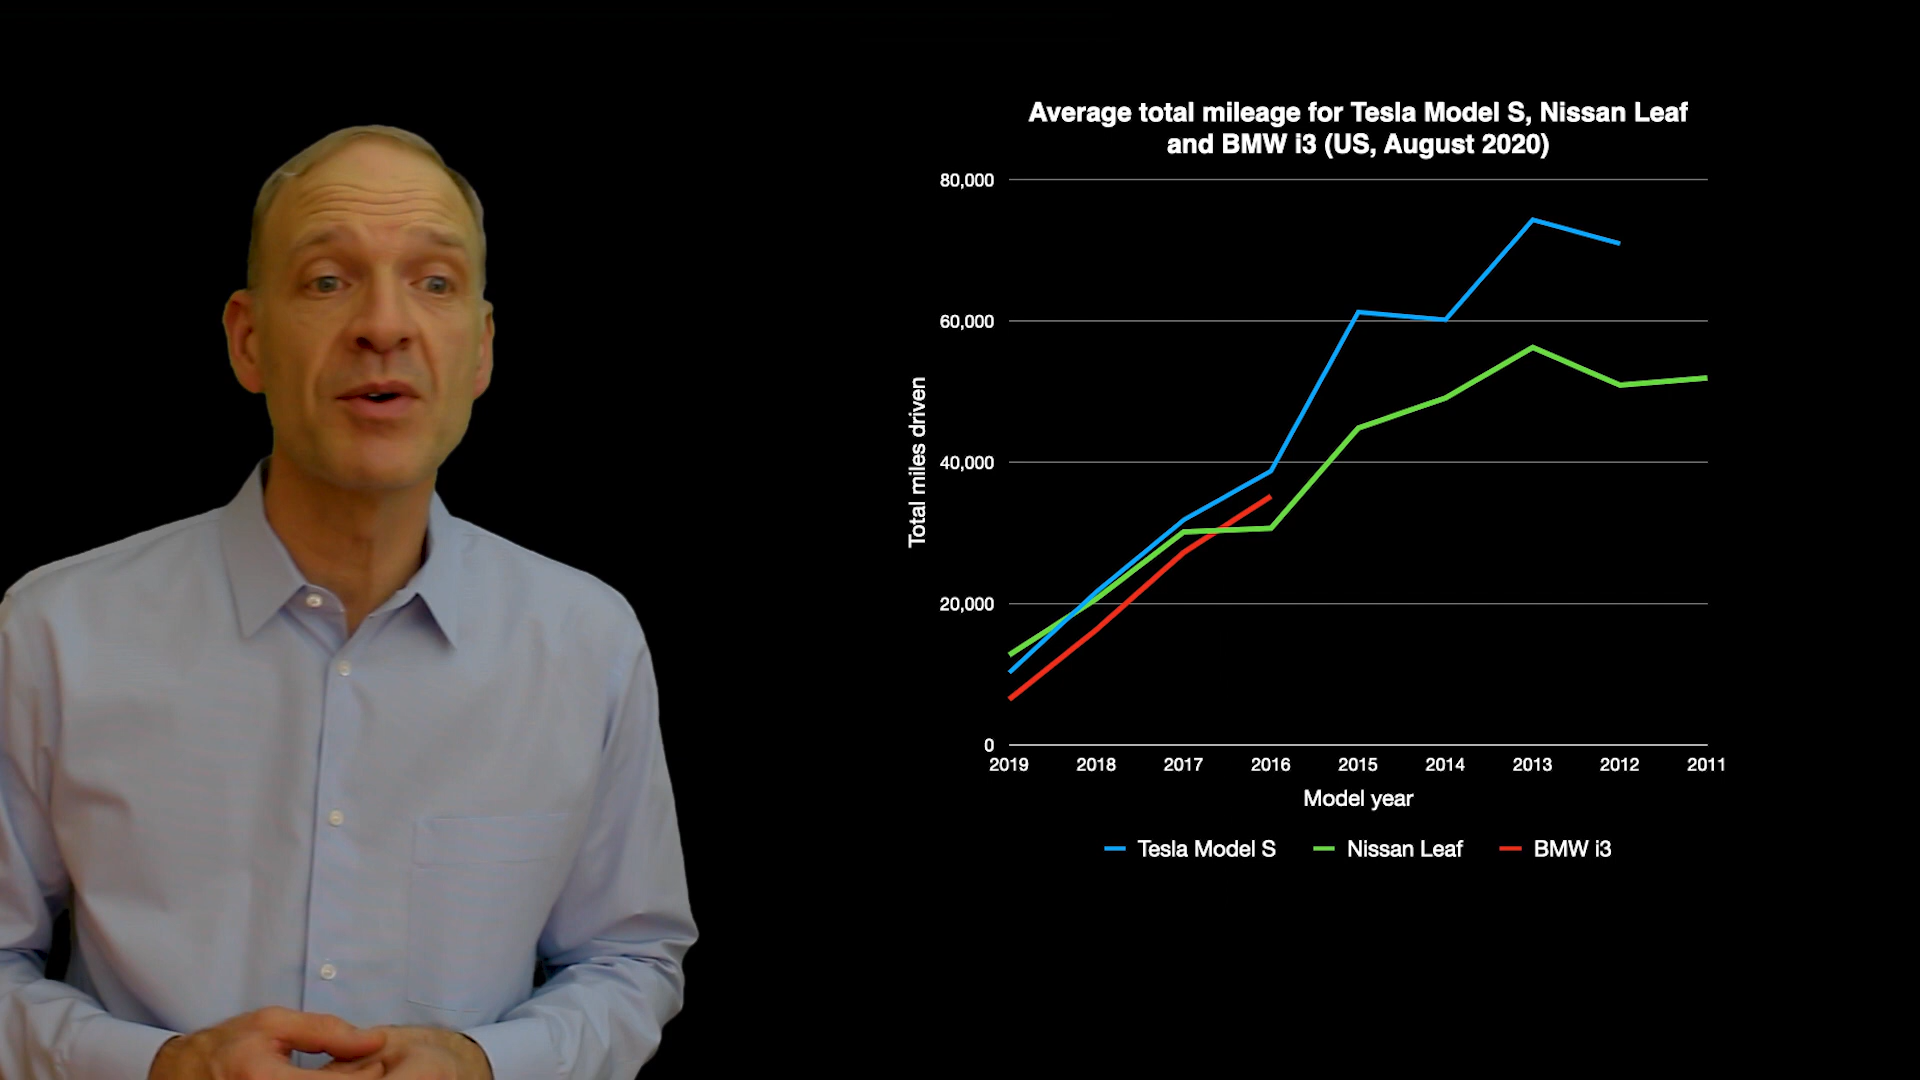 Average total mileage for Tesla Model S, Nissan Leaf
and BMW i3 (US, August 2020)
80,000
60,000
40,000
20,000
0
Total miles driven
2019 2018 2017 2016 2015 2014 2013 2012 2011
Model year
Tesla Model S Nissan Leaf BMW i3